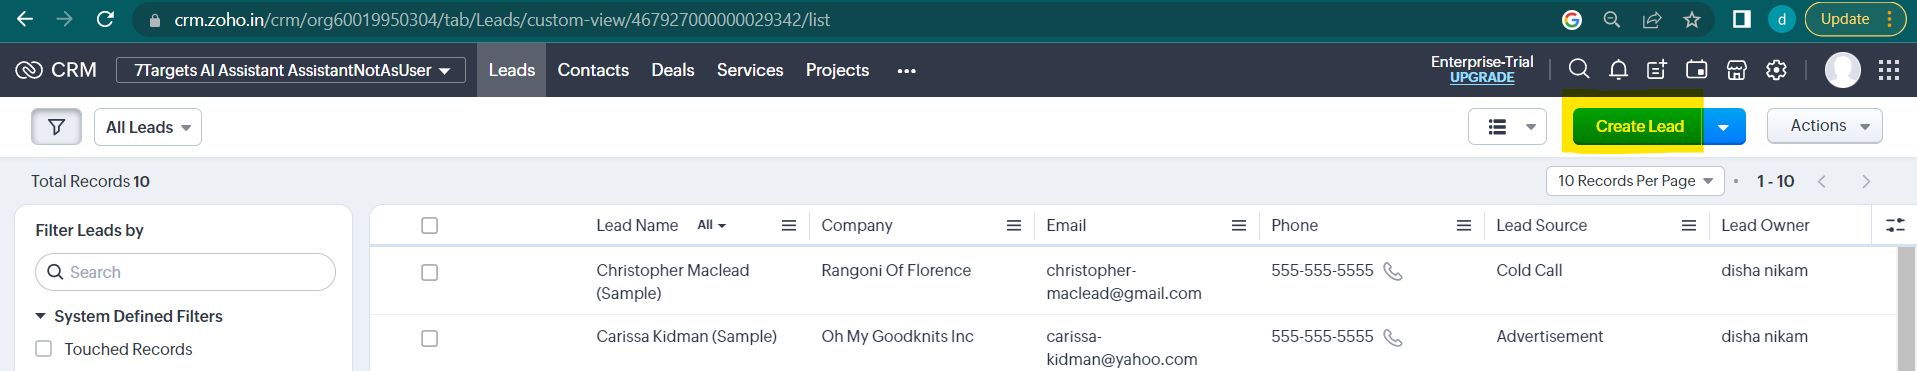 crm.zoho.in/crm/org60019950304/tab/Leads/custom-view/467927000000029342/list
d
Update
CRM
7Targets AI Assistant AssistantNotAsUser
Leads
Contacts
Deals
Services
Projects
Enterprise-Trial
UPGRADE
All Leads
Create Lead
Actions
Total Records 10
10 Records Per Page
1 - 10
Filter Leads by
Search
System Defined Filters
Touched Records
Lead Name All Company Email Phone Lead Source Lead Owner
Christopher Maclead Rangoni Of Florence christopher- 555-555-5555 Cold Call disha nikam
(Sample) maclead@gmail.com
Carissa Kidman (Sample) Oh My Goodknits Inc carissa- 555-555-5555 Advertisement disha nikam
kidman@yahoo.com